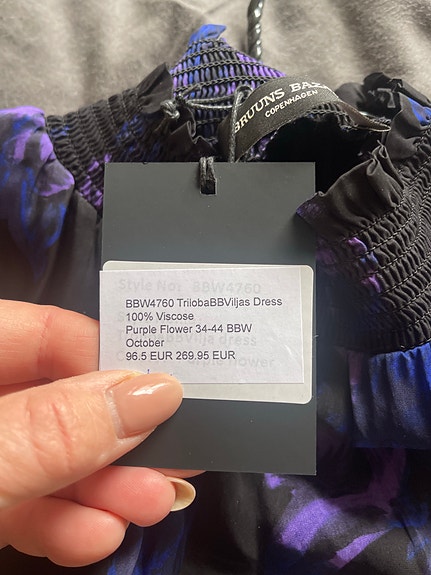 BRUUNS BAZ
COPENHAGEN
Style No: BBW4760
BBW4760 TrilobaBBViljas Dress
100% Viscose
Purple Flower 34-44 BBW
October
96.5 EUR 269.95 EUR